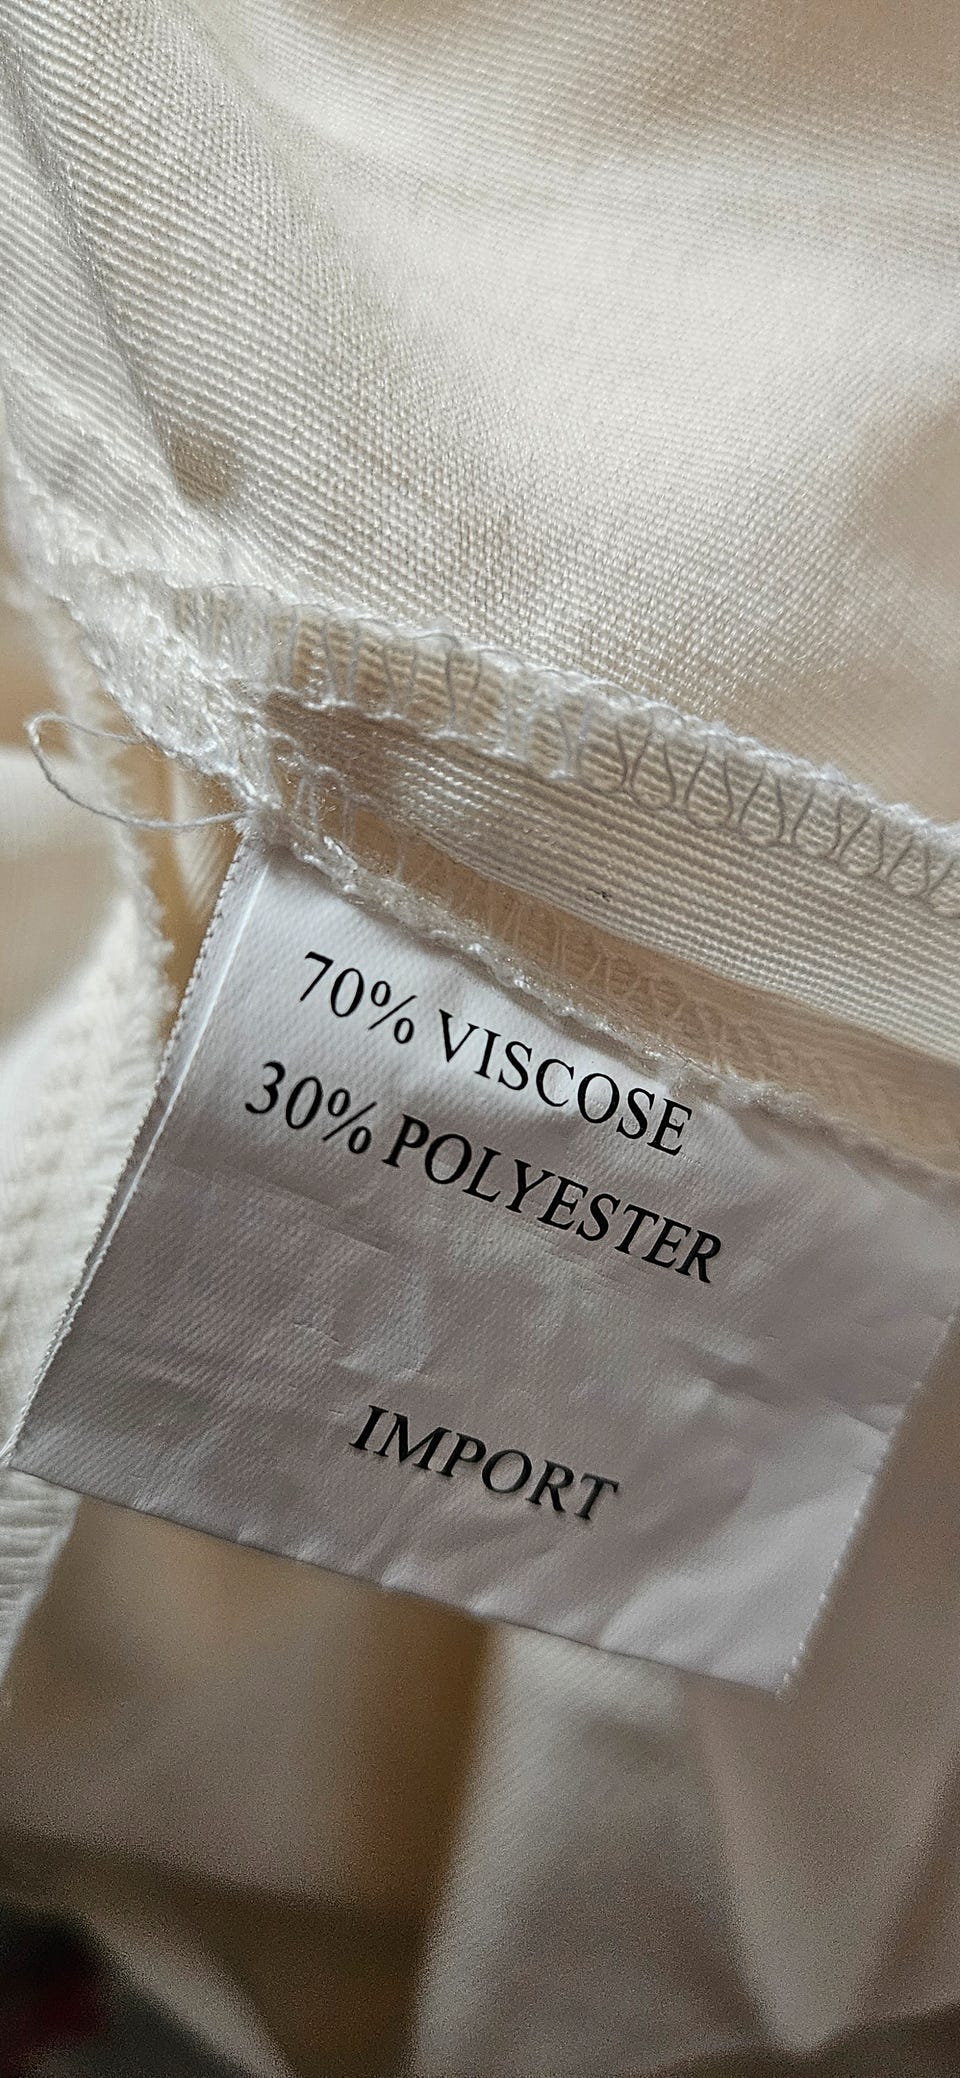 70% VISCOSE
30% POLYESTER
IMPORT